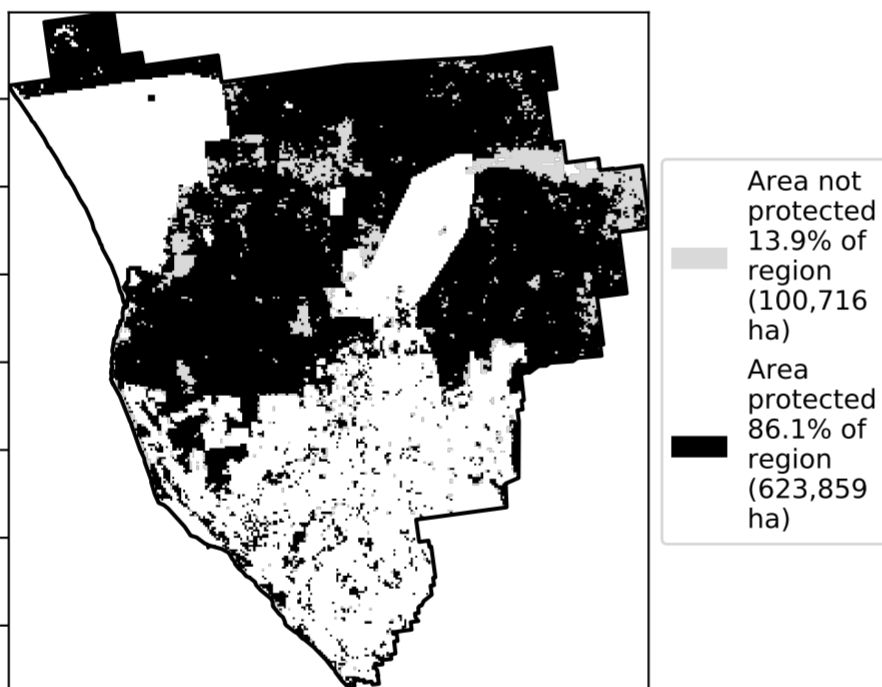 Area not
protected
13.9% of
region
(100,716
ha)
Area
protected
86.1% of
region
(623,859
ha)